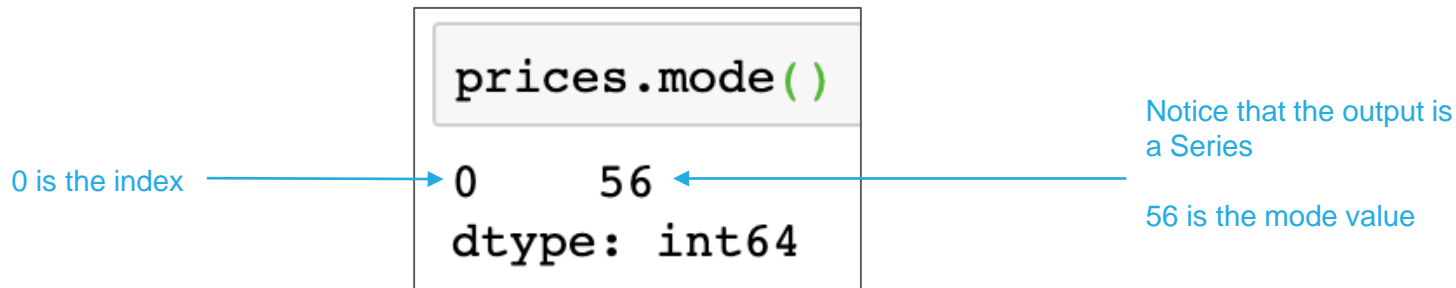 prices.mode()
0 is the index
0 56
dtype: int64
Notice that the output is
a Series
56 is the mode value